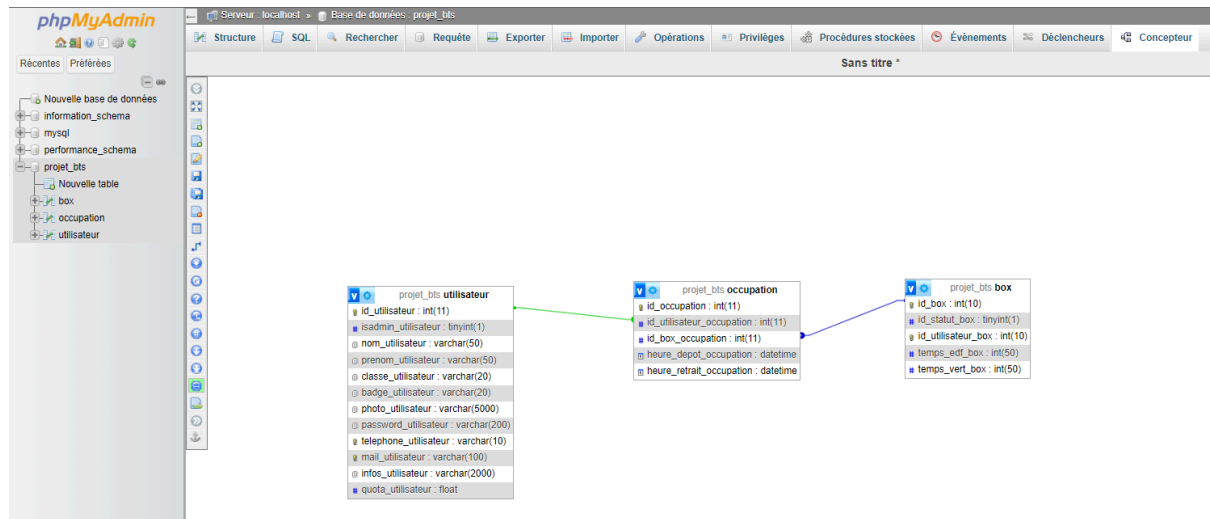 phpMyAdmin
Récentes Préférées
Nouvelle base de données
information_schema
mysql
performance_schema
projet_bts
Nouvelle table
box
occupation
utilisateur
Serveur : localhost » Base de données : projet_bts
Structure SQL Rechercher Requête Exporter Importer Opérations Privilèges Procédures stockées Évènements Déclencheurs Concepteur
Sans titre *
v projet_bts utilisateur
id_utilisateur : int(11)
isadmin_utilisateur : tinyint(1)
nom_utilisateur : varchar(50)
prenom_utilisateur : varchar(50)
classe_utilisateur : varchar(20)
badge_utilisateur : varchar(20)
photo_utilisateur : varchar(5000)
password_utilisateur : varchar(200)
telephone_utilisateur : varchar(10)
mail_utilisateur : varchar(100)
infos_utilisateur : varchar(2000)
# quota_utilisateur : float
v projet_bts occupation
id_occupation : int(11)
# id_utilisateur_occupation : int(11)
# id_box_occupation : int(11)
heure_depot_occupation : datetime
heure_retrait_occupation : datetime
v projet_bts box
id_box : int(10)
# id_statut_box : tinyint(1)
id_utilisateur_box : int(10)
# temps_edf_box : int(50)
# temps_vert_box : int(50)